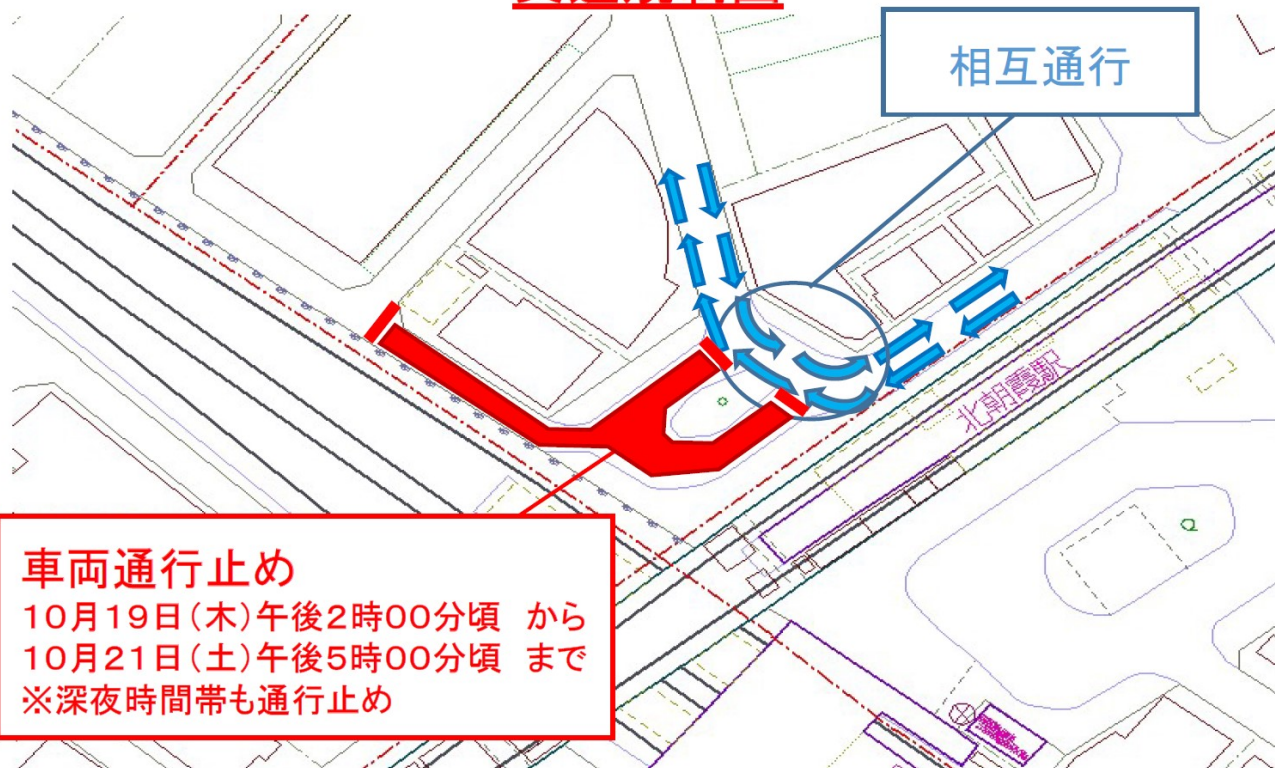 相互通行
北朝霞駅
車両通行止め
10月19日(木)午後2時00分頃 から
10月21日(土)午後5時00分頃 まで
※深夜時間帯も通行止め